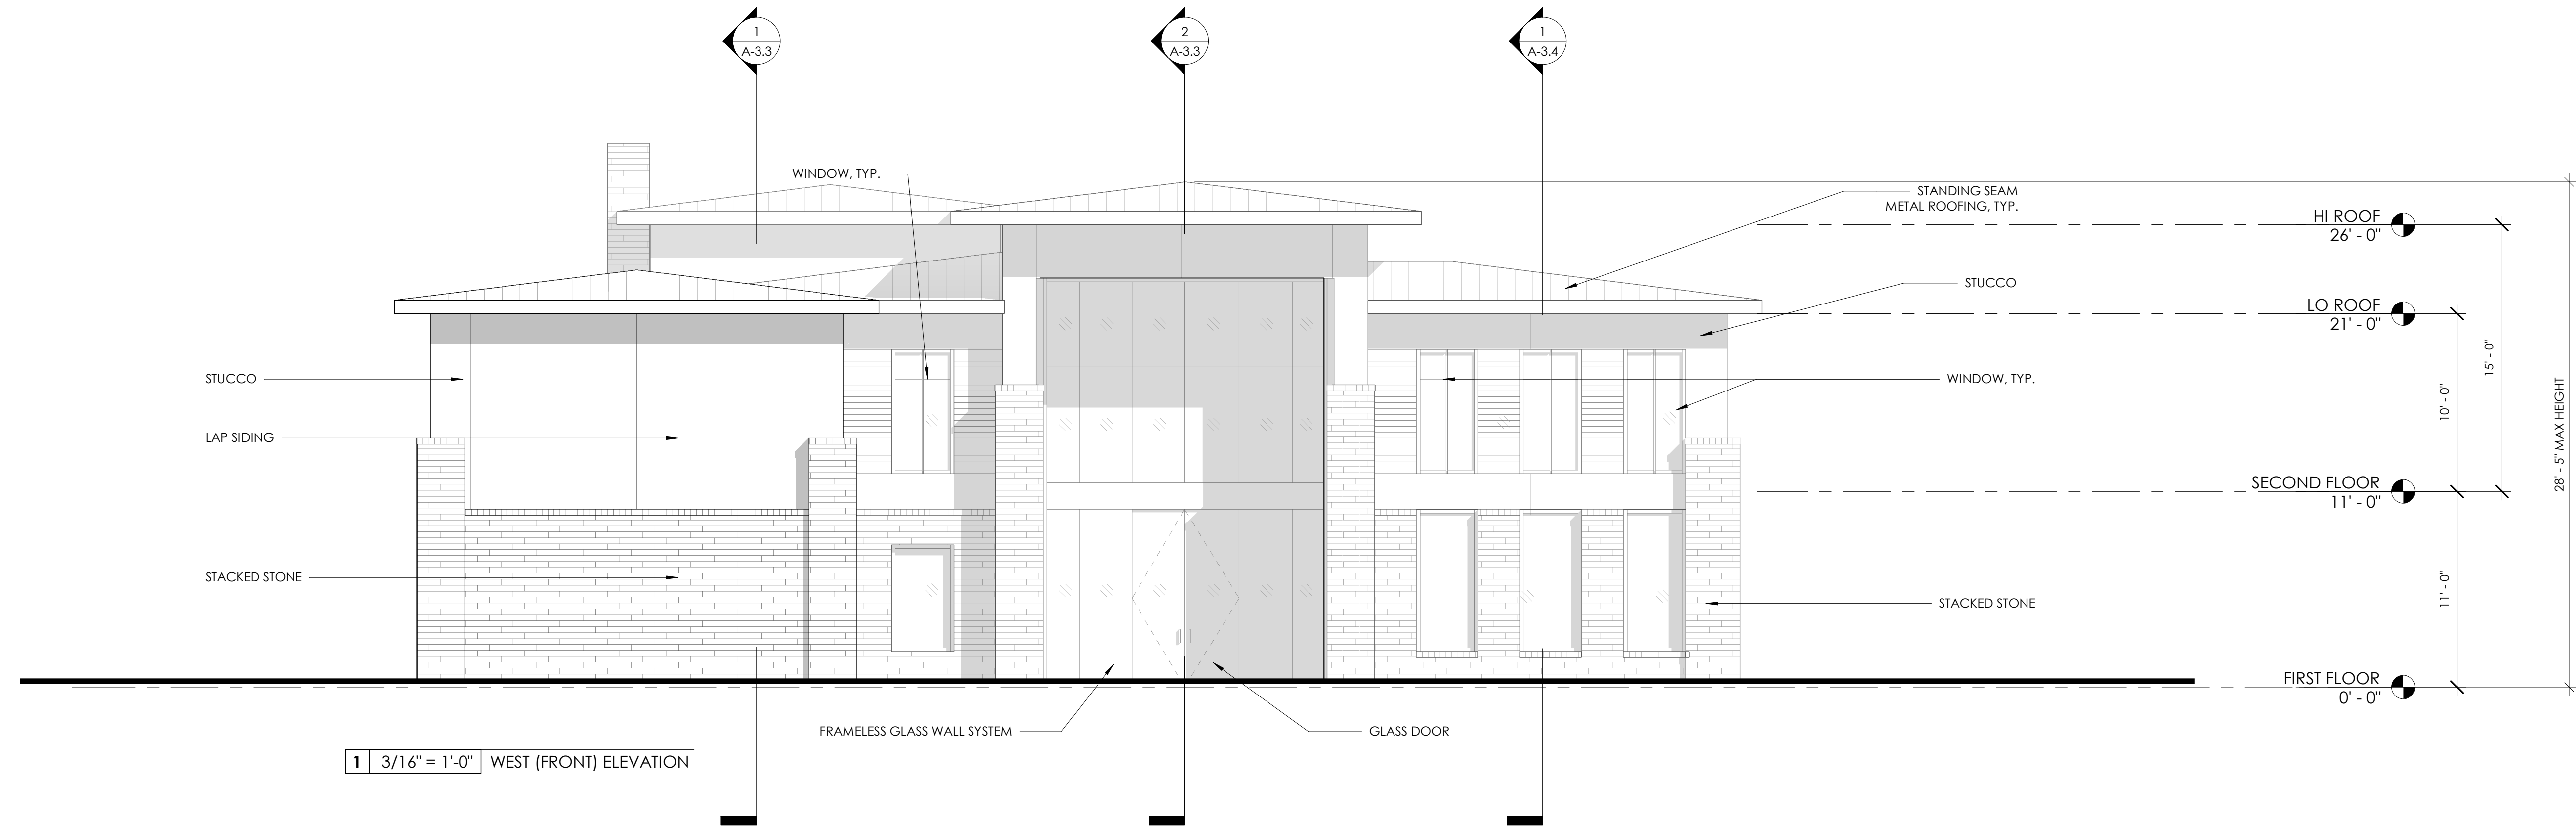 1
A-3.3
2
A-3.3
1
A-3.4
WINDOW, TYP.
STANDING SEAM
METAL ROOFING, TYP.
HI ROOF
26' - 0"
STUCCO
LO ROOF
21' - 0"
15' - 0"
STUCCO
WINDOW, TYP.
10' - 0"
28' - 5" MAX HEIGHT
LAP SIDING
SECOND FLOOR
11' - 0"
STACKED STONE
11' - 0"
STACKED STONE
FIRST FLOOR
0' - 0"
FRAMELESS GLASS WALL SYSTEM
GLASS DOOR
1 3/16" = 1'-0" WEST (FRONT) ELEVATION